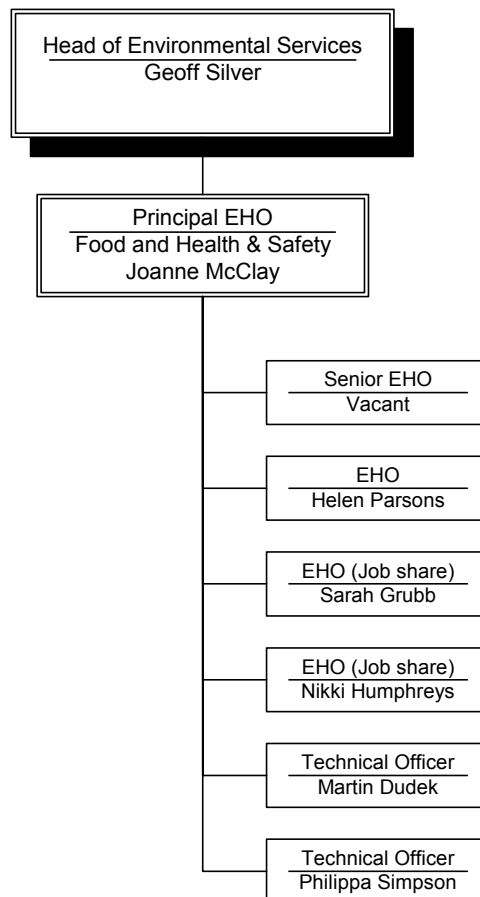 Head of Environmental Services
Geoff Silver
Principal EHO
Food and Health & Safety
Joanne McClay
Senior EHO
Vacant
EHO
Helen Parsons
EHO (Job share)
Sarah Grubb
EHO (Job share)
Nikki Humphreys
Technical Officer
Martin Dudek
Technical Officer
Philippa Simpson